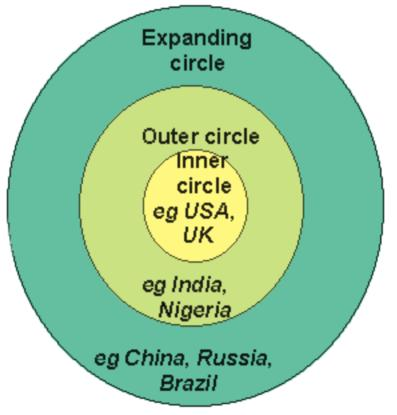 Expanding
circle
Outer circle
Inner
circle
eg USA,
UK
eg India,
Nigeria
eg China, Russia,
Brazil